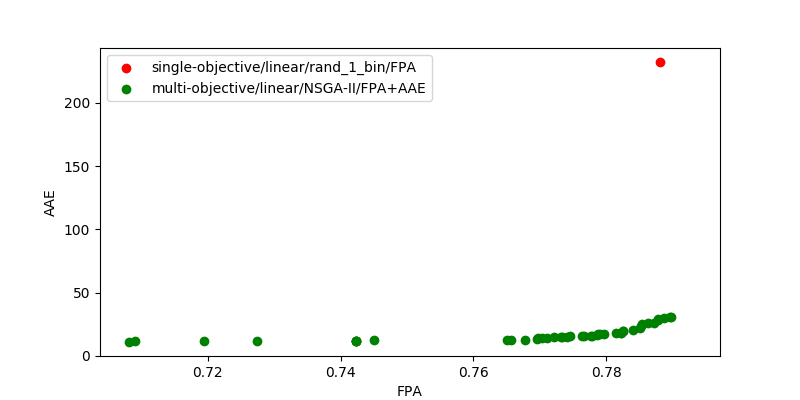 single-objective/linear/rand_1_bin/FPA
multi-objective/linear/NSGA-II/FPA+AAE
200
150
100
50
0
AAE
0.72 0.74 0.76 0.78
FPA